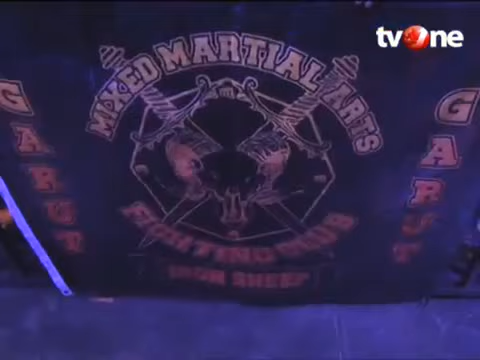 tvOne
MIXED MARTIAL ARTS
GARUT
GARUT
FIGHTING CLUB
IRON SHEEP